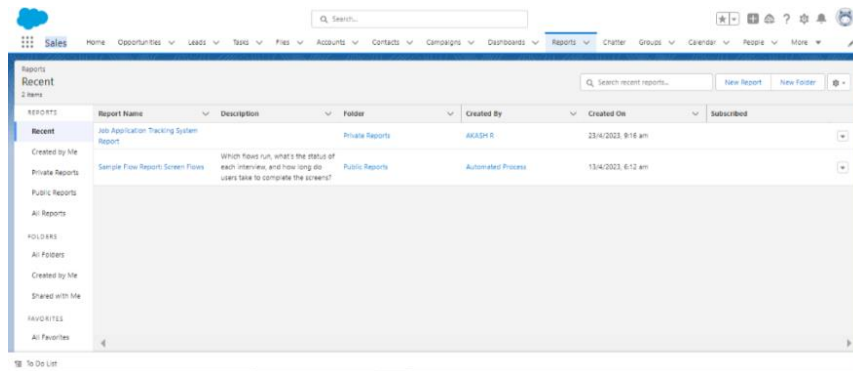 Search...
Sales Home Opportunities Leads Tasks Files Accounts Contacts Campaigns Dashboards Reports Chatter Groups Calendar People More
Reports
Recent
2 items
Search recent reports...
New Report New Folder
REPORTS
Recent
Created by Me
Private Reports
Public Reports
All Reports
FOLDERS
All Folders
Created by Me
Shared with Me
FAVORITES
All Favorites
Report Name Description Folder Created By Created On Subscribed
Job Application Tracking System
Report
Private Reports AKASH R 23/4/2023, 9:16 am
Sample Flow Report: Screen Flows
Which flows run, what's the status of
each interview, and how long do
users take to complete the screens?
Public Reports Automated Process 13/4/2023, 6:12 am
To Do List